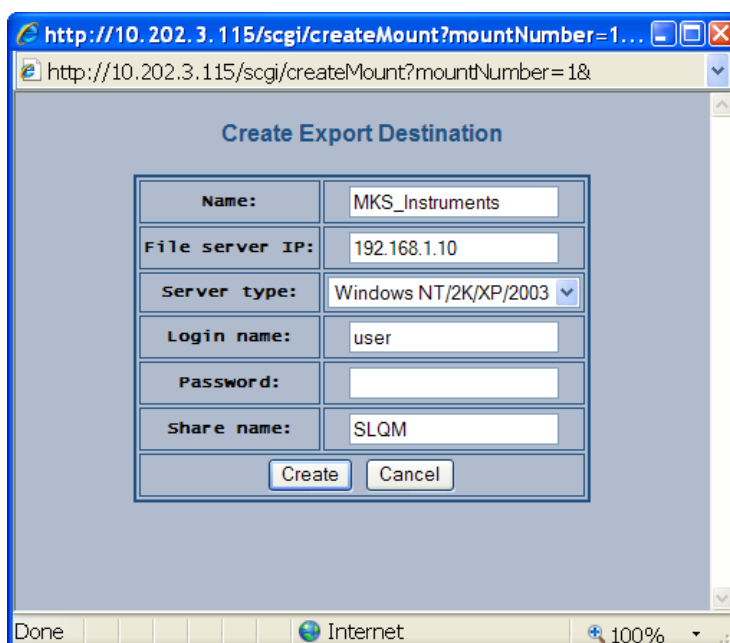 http://10.202.3.115/scgi/createMount?mountNumber=1...
http://10.202.3.115/scgi/createMount?mountNumber=1&
Create Export Destination
Name: MKS_Instruments
File server IP: 192.168.1.10
Server type: Windows NT/2K/XP/2003
Login name: user
Password:
Share name: SLQM
Create Cancel
Done Internet 100%